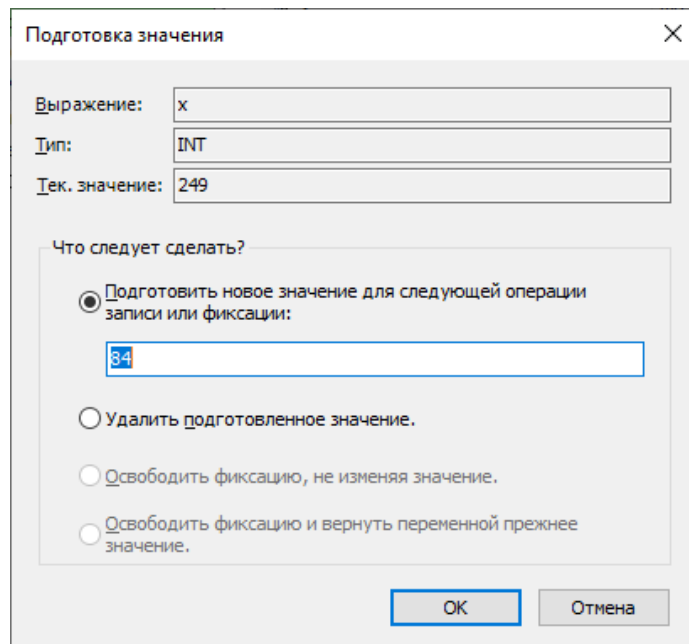 Подготовка значения
Выражение: x
Тип: INT
Тек. значение: 249
Что следует сделать?
Подготовить новое значение для следующей операции
записи или фиксации:
84
Удалить подготовленное значение.
Освободить фиксацию, не изменяя значение.
Освободить фиксацию и вернуть переменной прежнее
значение.
OK Отмена